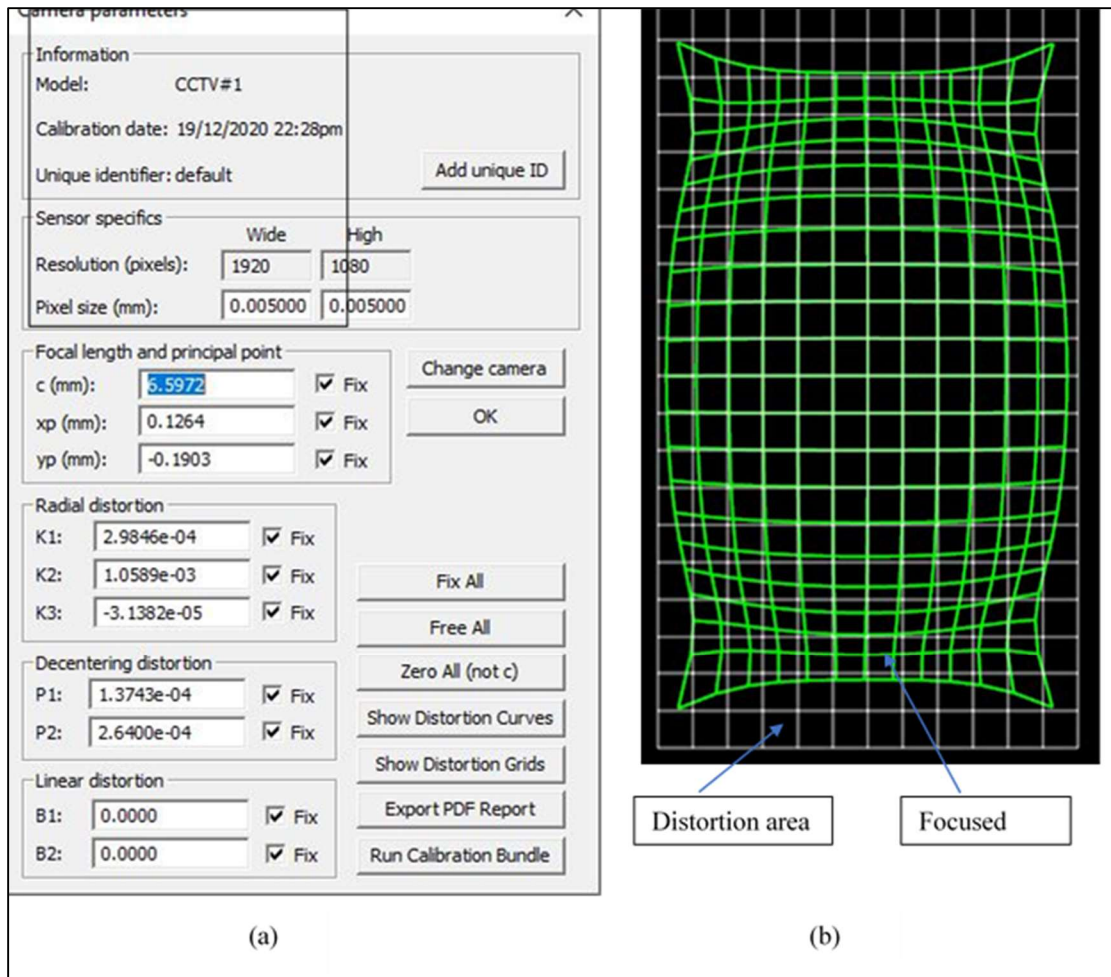 Camera parameters
Information
Model: CCTV#1
Calibration date: 19/12/2020 22:28pm
Unique identifier: default
Add unique ID
Sensor specifics
Wide High
Resolution (pixels): 1920 1080
Pixel size (mm): 0.005000 0.005000
Focal length and principal point
c (mm): 6.5972 Fix
xp (mm): 0.1264 Fix
yp (mm): -0.1903 Fix
Change camera
OK
Radial distortion
K1: 2.9846e-04 Fix
K2: 1.0589e-03 Fix
K3: -3.1382e-05 Fix
Decentering distortion
P1: 1.3743e-04 Fix
P2: 2.6400e-04 Fix
Linear distortion
B1: 0.0000 Fix
B2: 0.0000 Fix
Fix All
Free All
Zero All (not c)
Show Distortion Curves
Show Distortion Grids
Export PDF Report
Run Calibration Bundle
Distortion area
Focused
(a)
(b)